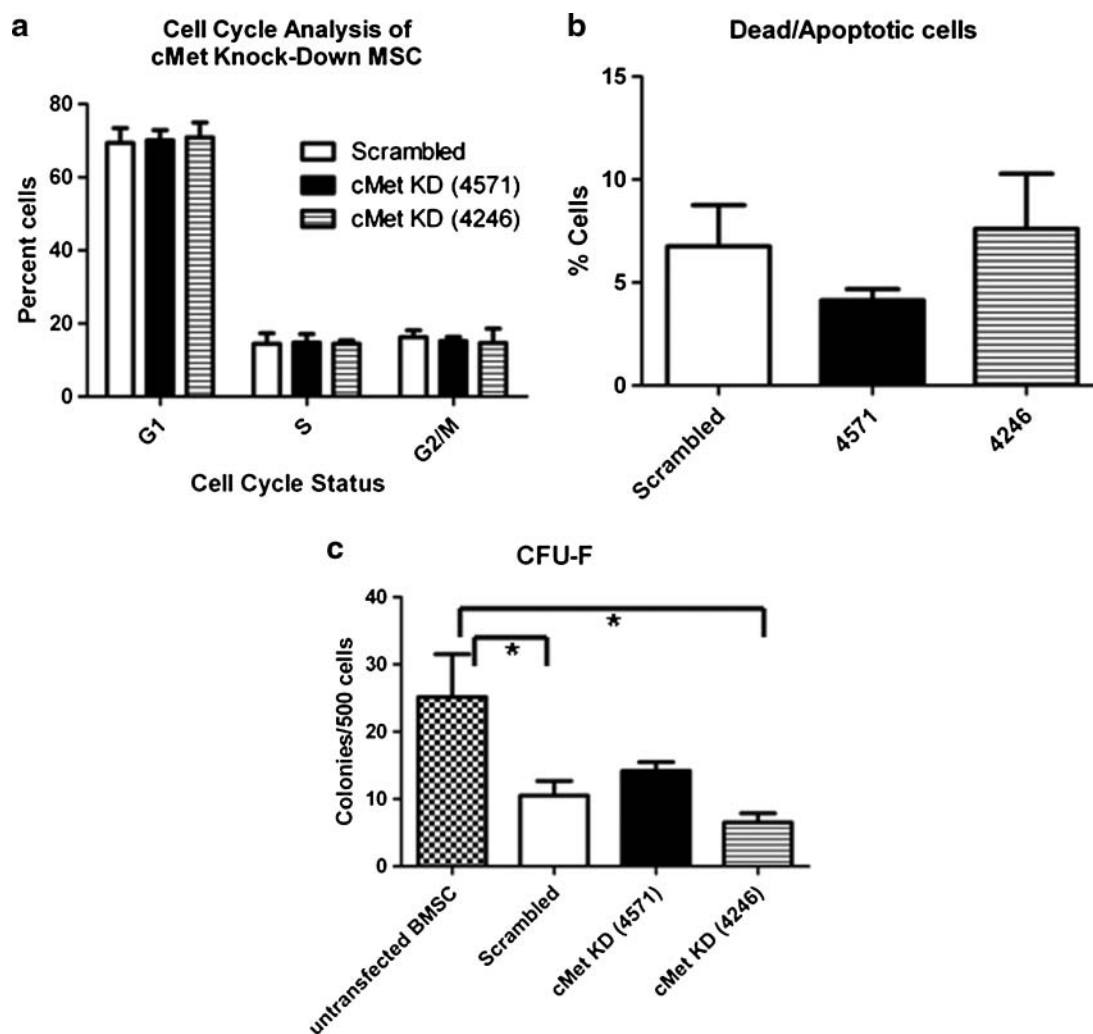 a
Cell Cycle Analysis of
cMet Knock-Down MSC
Percent cells
80
60
40
20
0
Scrambled
cMet KD (4571)
cMet KD (4246)
G1
S
G2/M
Cell Cycle Status
b
Dead/Apoptotic cells
% Cells
15
10
5
0
Scrambled
4571
4246
c
CFU-F
Colonies/500 cells
40
30
20
10
0
*
*
untransfected BMSC
Scrambled
cMet KD (4571)
cMet KD (4246)